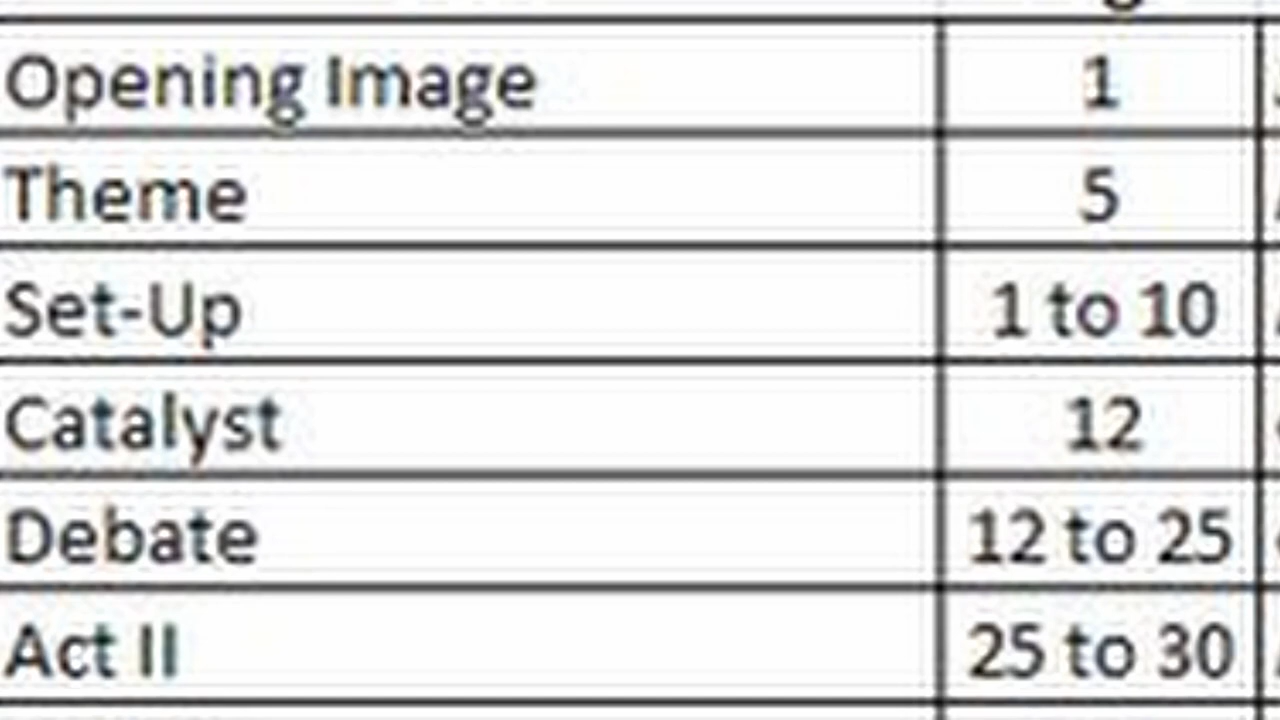 Opening Image 1
Theme 5
Set-Up 1 to 10
Catalyst 12
Debate 12 to 25
Act II 25 to 30